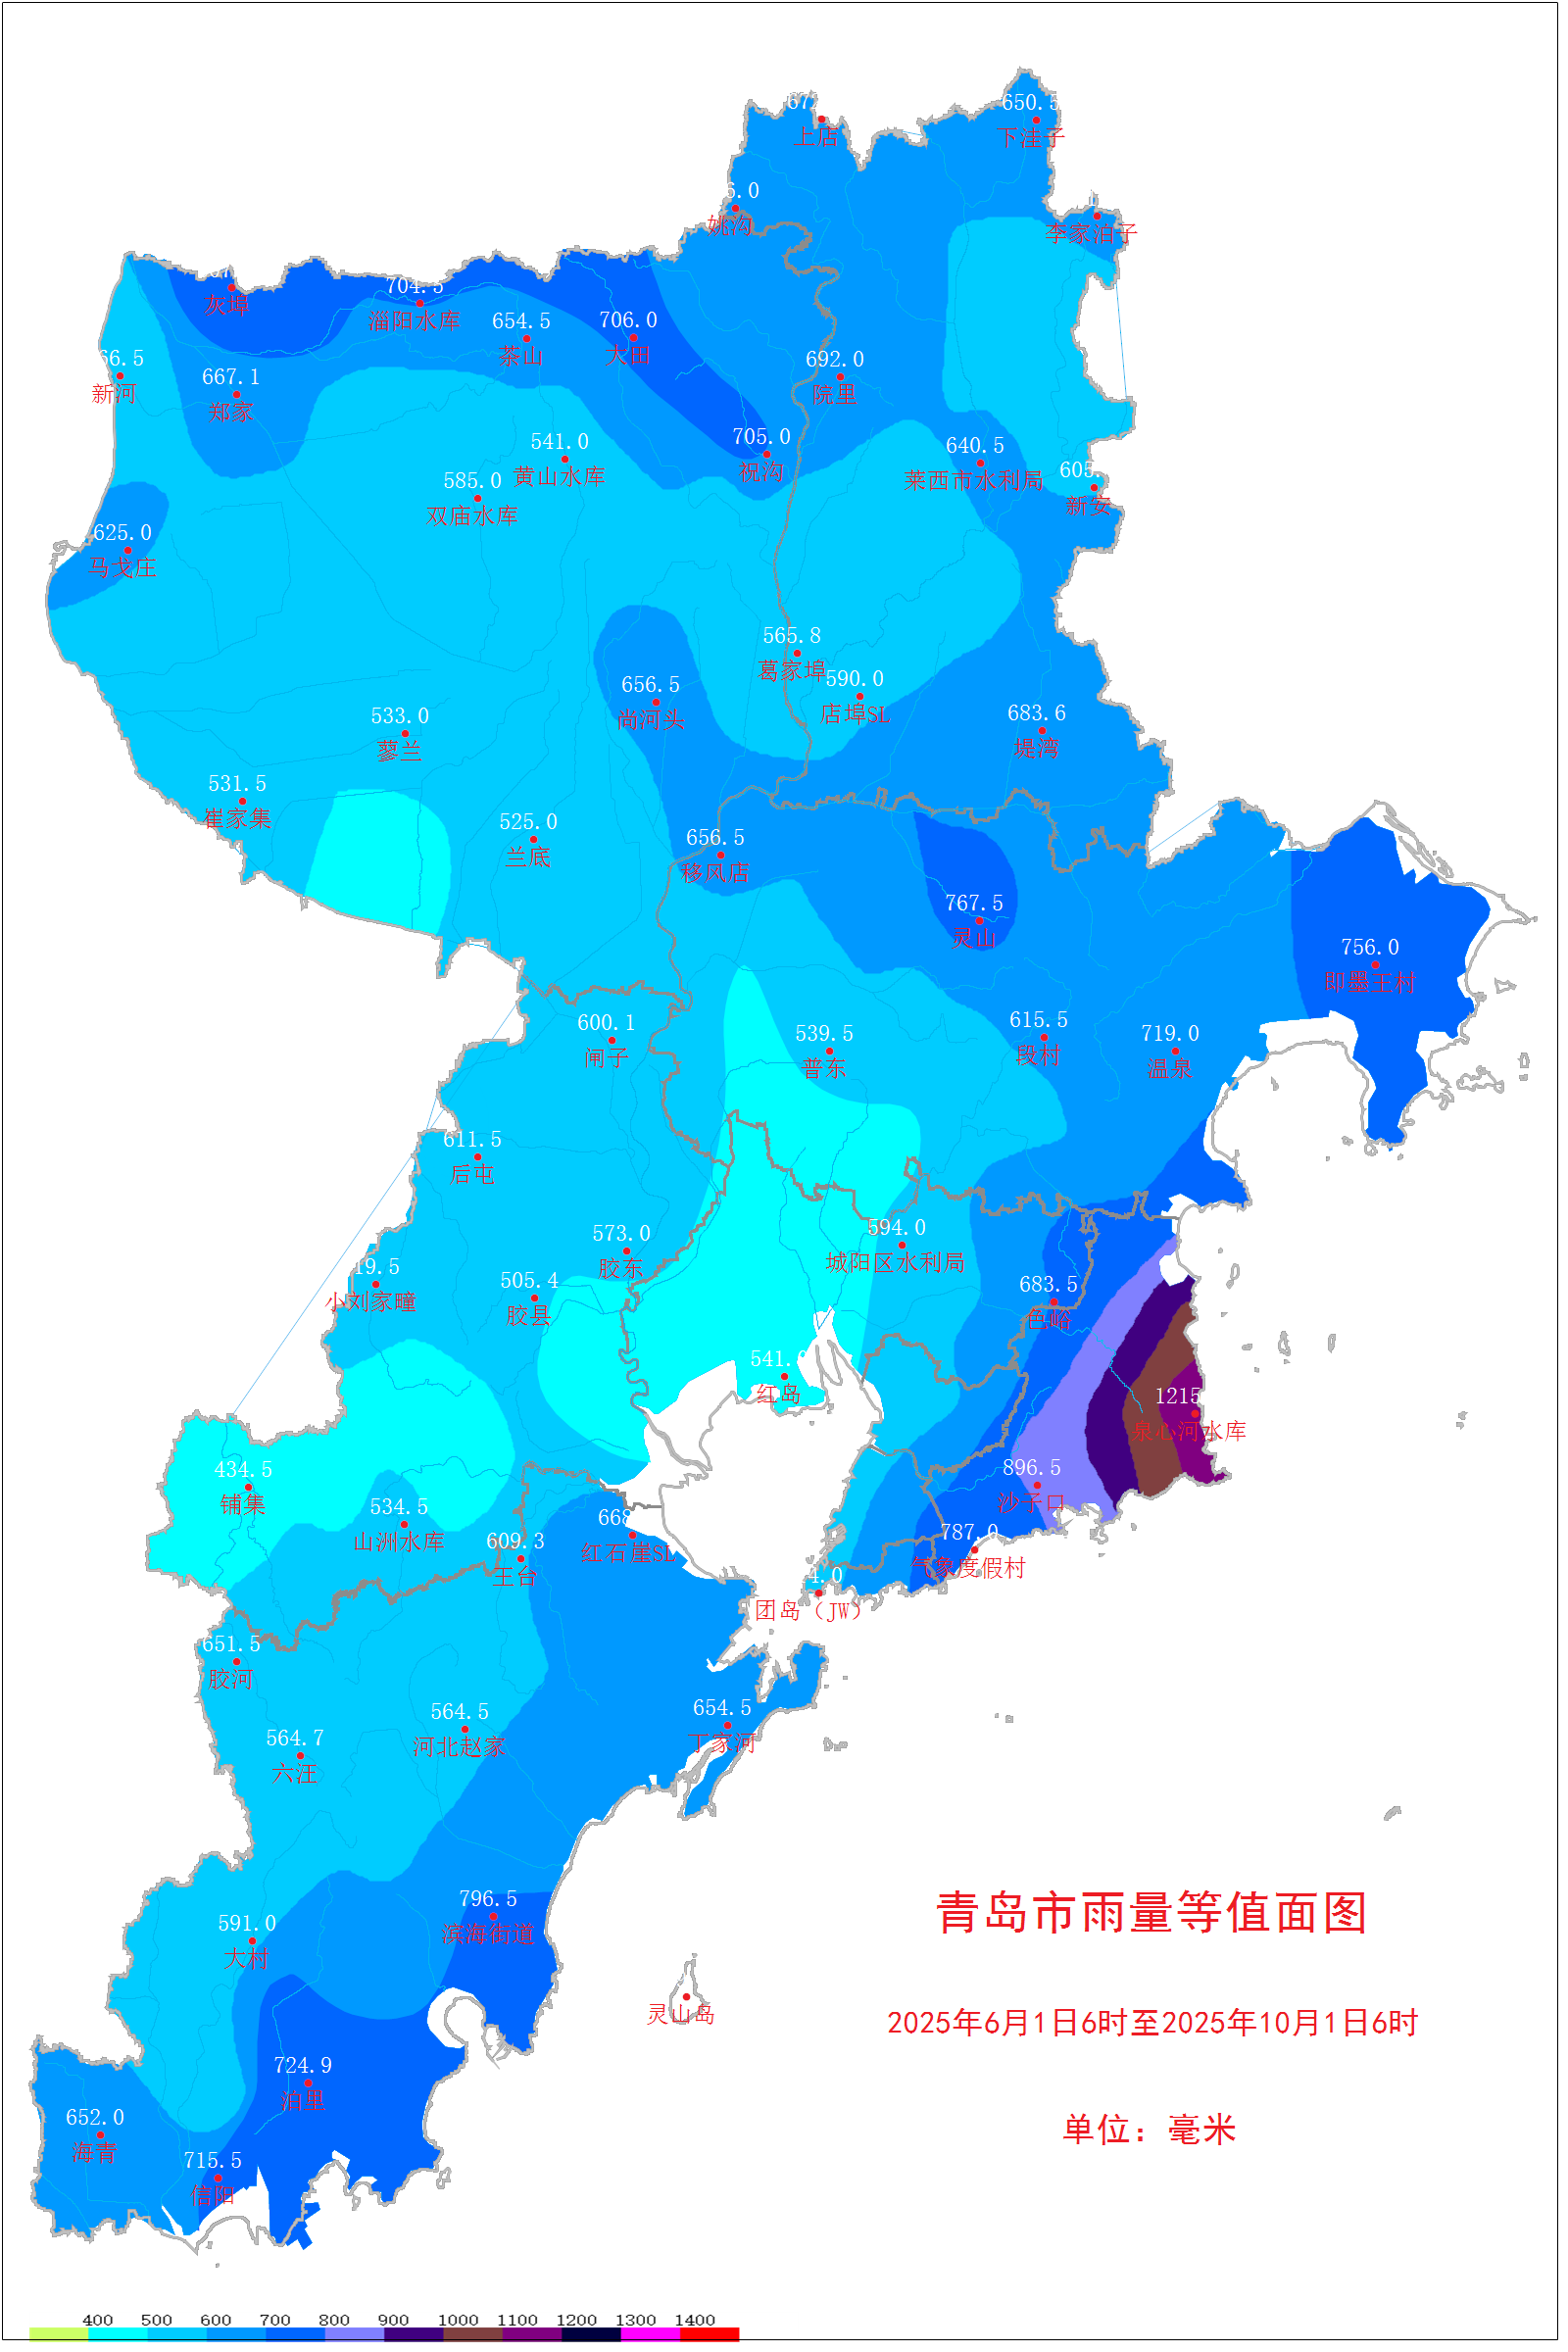 650.5
上店
下洼子
6.0
姚沟
李家泊子
灰埠
704.5
淄阳水库
654.5
茶山
706.0
大田
66.5
新河
667.1
郑家
692.0
院里
541.0
黄山水库
705.0
祝沟
640.5
莱西市水利局
585.0
双庙水库
605.
新安
625.0
马戈庄
565.8
葛家埠
590.0
店埠SL
656.5
尚河头
683.6
堤湾
533.0
蓼兰
531.5
崔家集
525.0
兰底
656.5
移风店
767.5
灵山
756.0
即墨王村
600.1
闸子
539.5
普东
615.5
段村
719.0
温泉
611.5
后屯
573.0
胶东
594.0
城阳区水利局
19.5
小刘家疃
505.4
胶县
683.5
色峪
541.0
红岛
1215
泉心河水库
434.5
铺集
896.5
沙子口
534.5
山洲水库
609.3
王台
668
红石崖SL
787.0
气象度假村
4.0
团岛（JW）
651.5
胶河
564.7
六汪
564.5
河北赵家
654.5
丁家河
796.5
滨海街道
591.0
大村
灵山岛
724.9
泊里
652.0
海青
715.5
信阳
青岛市雨量等值面图
2025年6月1日6时至2025年10月1日6时
单位：毫米
400 500 600 700 800 900 1000 1100 1200 1300 1400